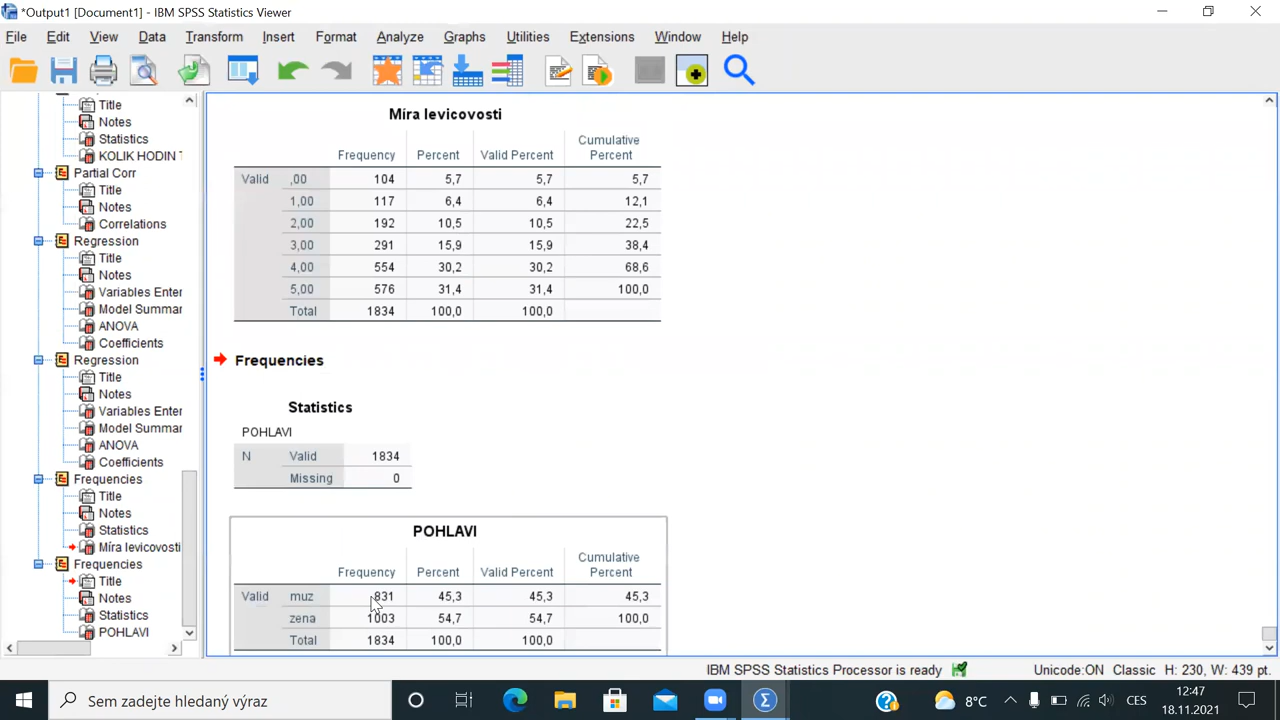 *Output1 [Document1] - IBM SPSS Statistics Viewer
File Edit View Data Transform Insert Format Analyze Graphs Utilities Extensions Window Help
Title
Notes
Statistics
KOLIK HODIN T
Partial Corr
Title
Notes
Correlations
Regression
Title
Notes
Variables Enter
Model Summar
ANOVA
Coefficients
Regression
Title
Notes
Variables Enter
Model Summar
ANOVA
Coefficients
Frequencies
Title
Notes
Statistics
Míra levicovosti
Frequencies
Title
Notes
Statistics
POHLAVI
Míra levicovosti
Frequency Percent Valid Percent Cumulative Percent
Valid ,00 104 5,7 5,7 5,7
1,00 117 6,4 6,4 12,1
2,00 192 10,5 10,5 22,5
3,00 291 15,9 15,9 38,4
4,00 554 30,2 30,2 68,6
5,00 576 31,4 31,4 100,0
Total 1834 100,0 100,0
Frequencies
Statistics
POHLAVI
N Valid 1834
Missing 0
POHLAVI
Frequency Percent Valid Percent Cumulative Percent
Valid muz 831 45,3 45,3 45,3
zena 1003 54,7 54,7 100,0
Total 1834 100,0 100,0
IBM SPSS Statistics Processor is ready Unicode:ON Classic H: 230, W: 439 pt.
Sem zadejte hledaný výraz 8°C CES 12:47
18.11.2021